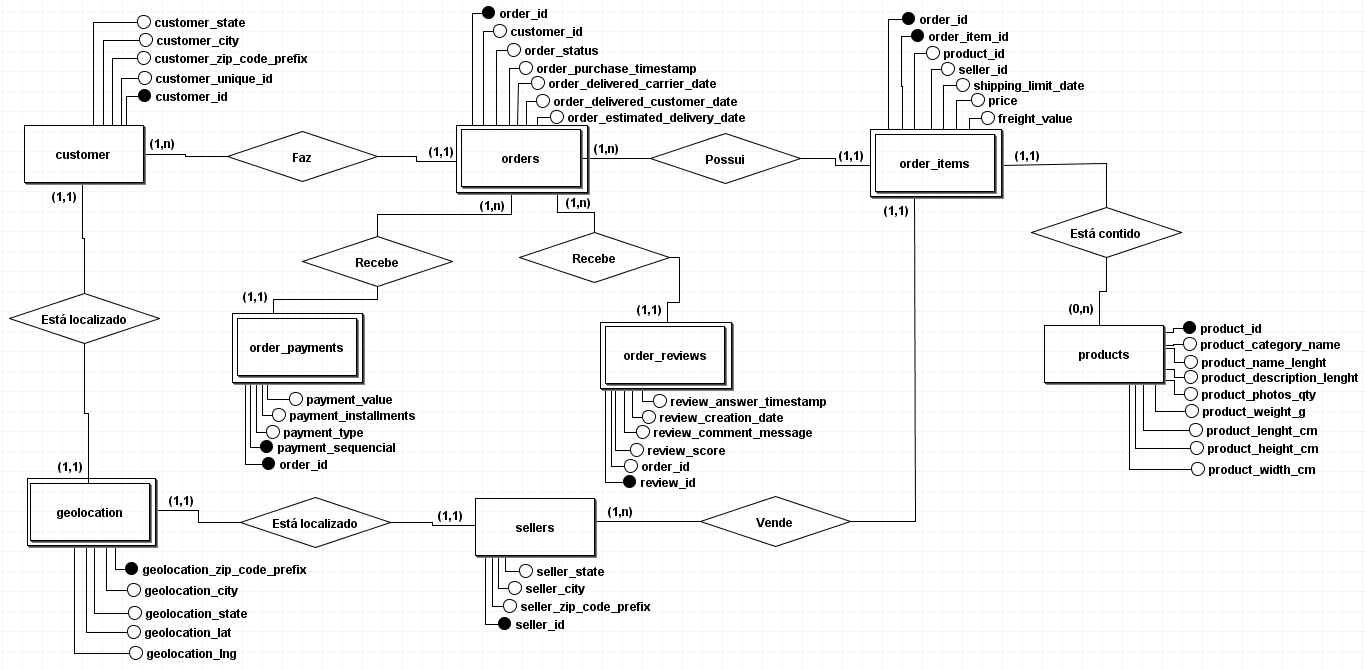 customer_state
customer_city
customer_zip_code_prefix
customer_unique_id
customer_id
customer
(1,n)
(1,1)
Faz
order_id
customer_id
order_status
order_purchase_timestamp
order_delivered_carrier_date
order_delivered_customer_date
order_estimated_delivery_date
(1,1)
orders
(1,n)
(1,n)
(1,n)
Possui
order_id
order_item_id
product_id
seller_id
shipping_limit_date
price
freight_value
(1,1)
order_items
(1,1)
(1,1)
Está contido
(0,n)
products
product_id
product_category_name
product_name_lenght
product_description_lenght
product_photos_qty
product_weight_g
product_lenght_cm
product_height_cm
product_width_cm
Recebe
(1,1)
order_payments
payment_value
payment_installments
payment_type
payment_sequencial
order_id
Recebe
(1,1)
order_reviews
review_answer_timestamp
review_creation_date
review_comment_message
review_score
order_id
review_id
Está localizado
(1,1)
geolocation
(1,1)
geolocation_zip_code_prefix
geolocation_city
geolocation_state
geolocation_lat
geolocation_lng
Está localizado
(1,1)
sellers
(1,n)
seller_state
seller_city
seller_zip_code_prefix
seller_id
Vende